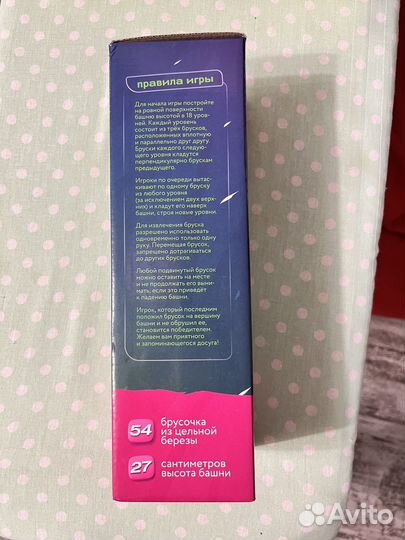 правила игры
Для начала игры постройте
на ровной поверхности
башню высотой в 18 уров-
ней. Каждый уровень
состоит из трёх брусков,
расположенных вплотную
и параллельно друг другу.
Бруски каждого следую-
щего уровня кладутся
перпендикулярно брускам
предыдущего.
Игроки по очереди вытас-
кивают по одному бруску
из любого уровня
(за исключением двух верх-
них) и кладут его наверх
башни, строя новые уровни.
Для извлечения бруска
разрешено использовать
одновременно только одну
руку. Перемещая брусок,
запрещено дотрагиваться
до других брусков.
Любой подвинутый брусок
можно оставить на месте
и не продолжать его выни-
мать, если это приведёт
к падению башни.
Игрок, который последним
положил брусок на вершину
башни и не обрушил ее,
становится победителем.
Желаем вам приятного
и запоминающегося досуга!
54 брусочка
из цельной
березы
27 сантиметров
высота башни
Avito